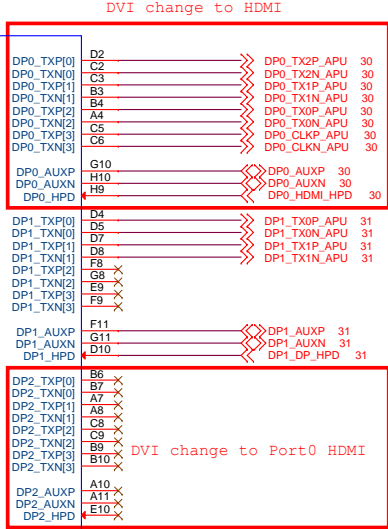 DVI change to HDMI
DP0_TXP[0] D2 DP0_TX2P_APU 30
DP0_TXN[0] C2 DP0_TX2N_APU 30
DP0_TXP[1] C3 DP0_TX1P_APU 30
DP0_TXN[1] B3 DP0_TX1N_APU 30
DP0_TXP[2] B4 DP0_TX0P_APU 30
DP0_TXN[2] A4 DP0_TX0N_APU 30
DP0_TXP[3] C5 DP0_CLKP_APU 30
DP0_TXN[3] C6 DP0_CLKN_APU 30
DP0_AUXP G10 DP0_AUXP 30
DP0_AUXN H10 DP0_AUXN 30
DP0_HPD H9 DP0_HDMI_HPD 30
DP1_TXP[0] D4 DP1_TX0P_APU 31
DP1_TXN[0] D5 DP1_TX0N_APU 31
DP1_TXP[1] D7 DP1_TX1P_APU 31
DP1_TXN[1] D8 DP1_TX1N_APU 31
DP1_TXP[2] F8
DP1_TXN[2] G8
DP1_TXP[3] E9
DP1_TXN[3] F9
DP1_AUXP F11 DP1_AUXP 31
DP1_AUXN G11 DP1_AUXN 31
DP1_HPD D10 DP1_DP_HPD 31
DP2_TXP[0] B6
DP2_TXN[0] B7
DP2_TXP[1] A7
DP2_TXN[1] A8
DP2_TXP[2] C8
DP2_TXN[2] C9
DP2_TXP[3] B9 DVI change to Port0 HDMI
DP2_TXN[3] B10
DP2_AUXP A10
DP2_AUXN A11
DP2_HPD E10